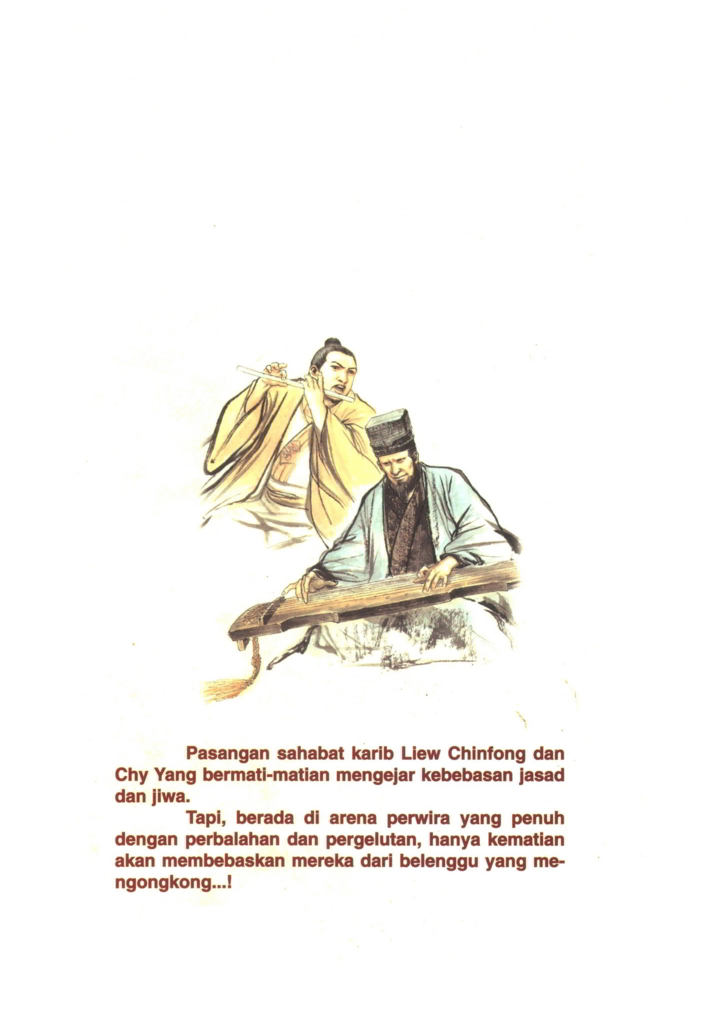 Pasangan sahabat karib Liew Chinfong dan
Chy Yang bermati-matian mengejar kebebasan jasad
dan jiwa.
Tapi, berada di arena perwira yang penuh
dengan perbalahan dan pergelutan, hanya kematian
akan membebaskan mereka dari belenggu yang me-
ngongkong...!